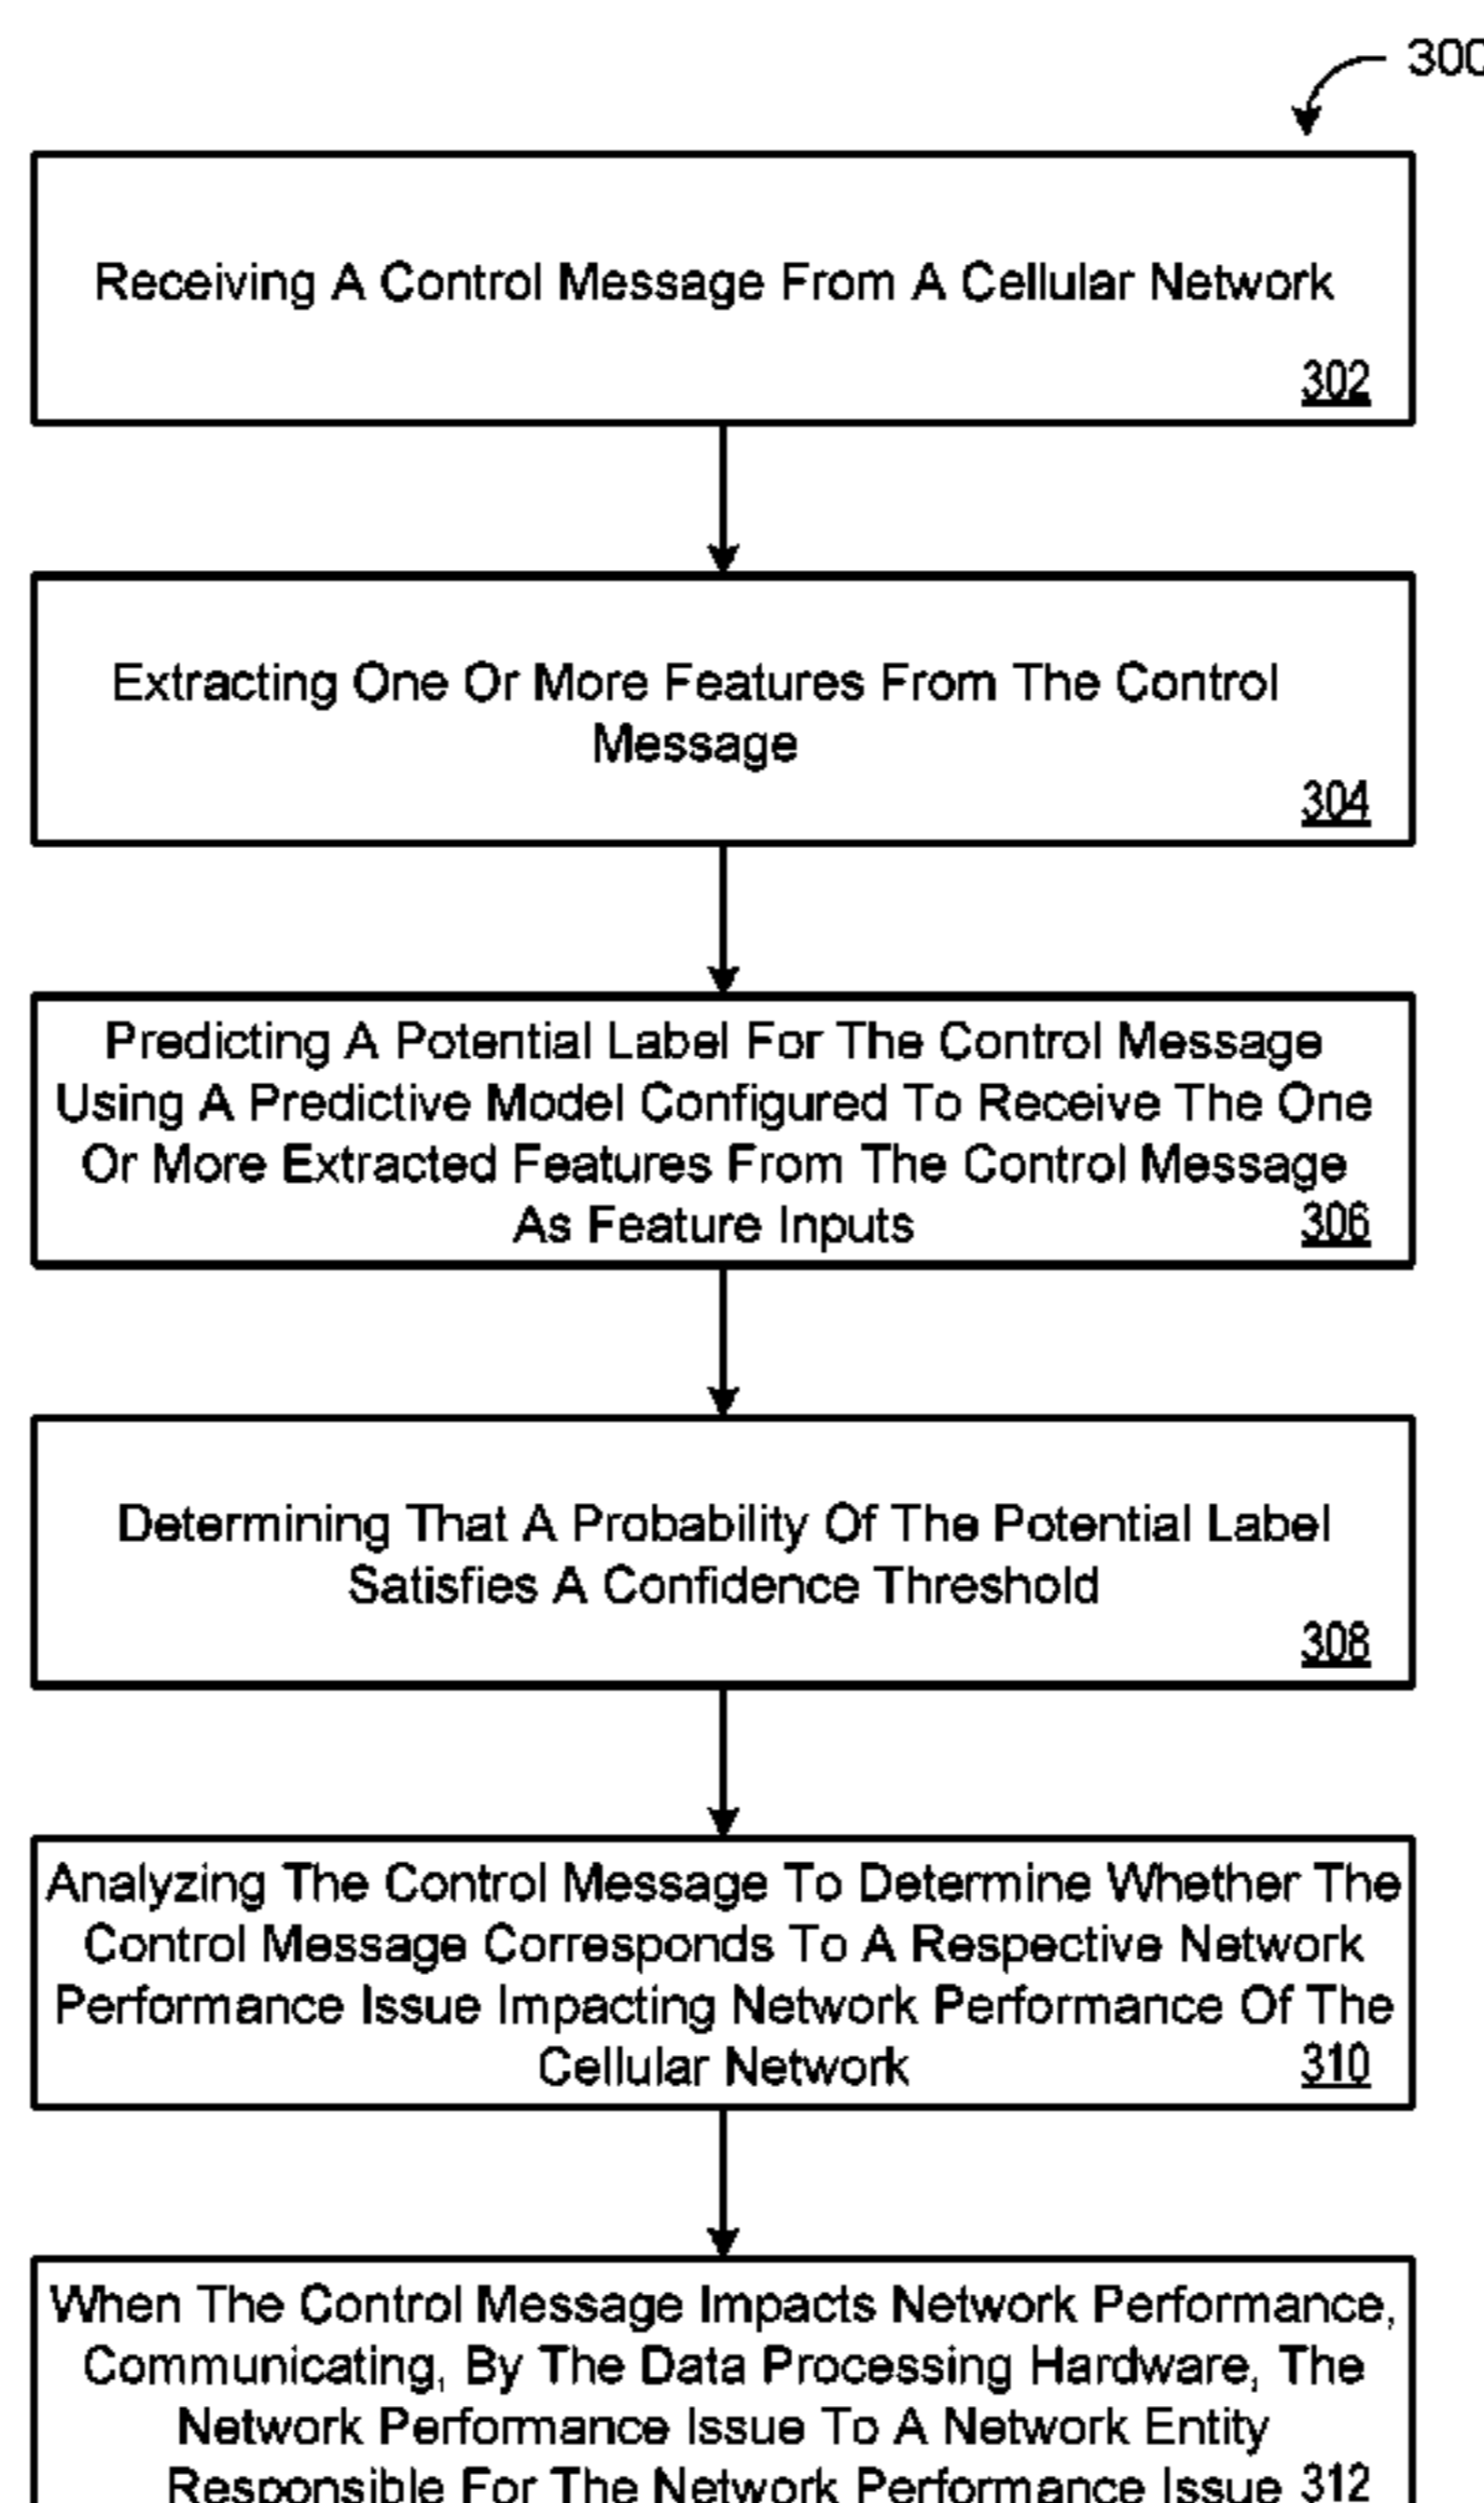 300
Receiving A Control Message From A Cellular Network
302
Extracting One Or More Features From The Control
Message
304
Predicting A Potential Label For The Control Message
Using A Predictive Model Configured To Receive The One
Or More Extracted Features From The Control Message
As Feature Inputs 306
Determining That A Probability Of The Potential Label
Satisfies A Confidence Threshold
308
Analyzing The Control Message To Determine Whether The
Control Message Corresponds To A Respective Network
Performance Issue Impacting Network Performance Of The
Cellular Network 310
When The Control Message Impacts Network Performance,
Communicating, By The Data Processing Hardware, The
Network Performance Issue To A Network Entity
Responsible For The Network Performance Issue 312